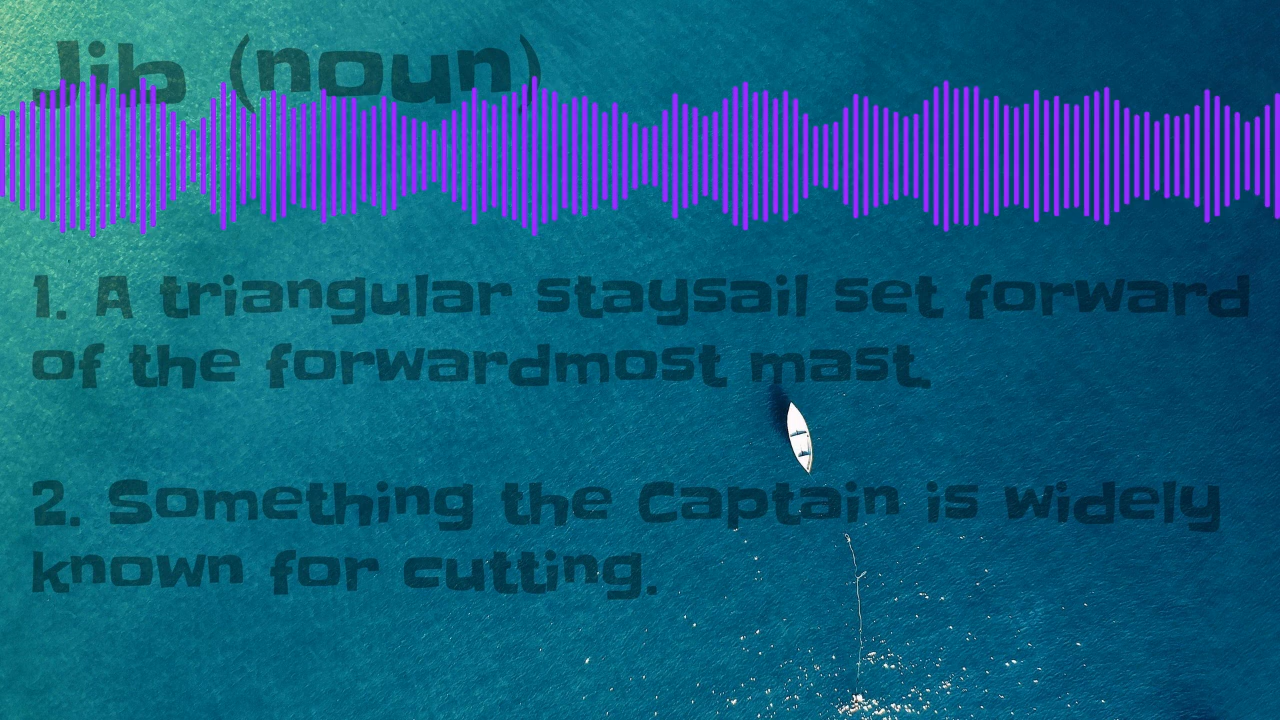 Jib (noun)
1. A triangular staysail set forward
of the forwardmost mast.
2. Something the Captain is widely
known for cutting.